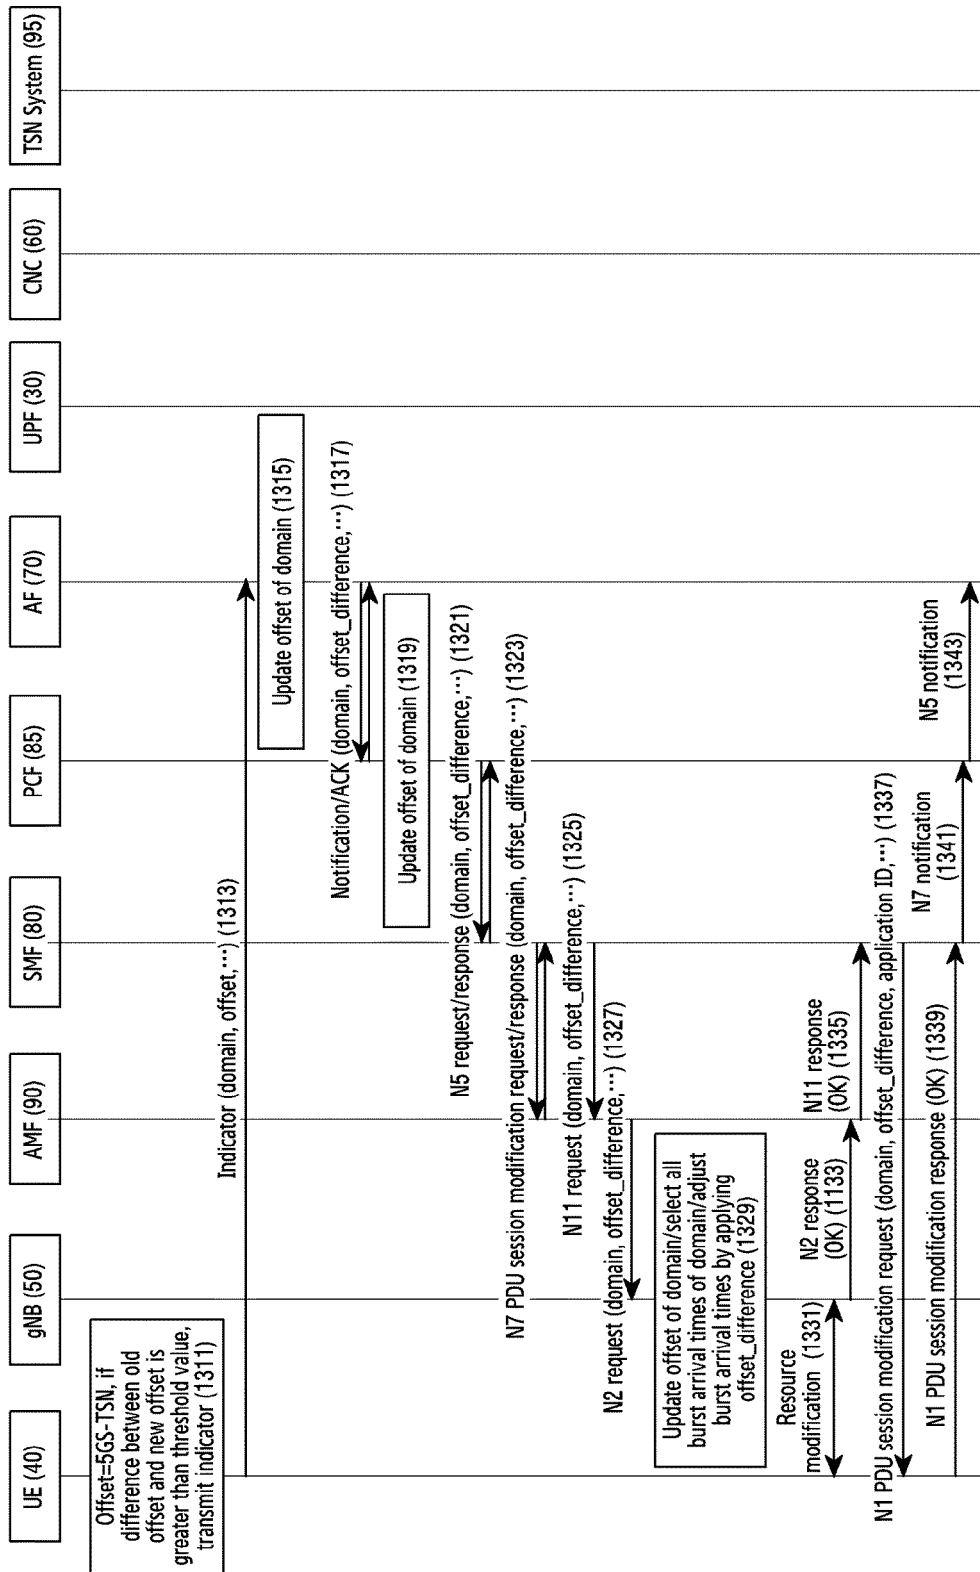 UE (40)
gNB (50)
AMF (90)
SMF (80)
PCF (85)
AF (70)
UPF (30)
CNC (60)
TSN System (95)
Offset=5GS-TSN, if
difference between old
offset and new offset is
greater than threshold value,
transmit indicator (1311)
Indicator (domain, offset,⋯) (1313)
Update offset of domain (1315)
Notification/ACK (domain, offset_difference,⋯) (1317)
Update offset of domain (1319)
N5 request/response (domain, offset_difference,⋯) (1321)
N7 PDU session modification request/response (domain, offset_difference,⋯) (1323)
N11 request (domain, offset_difference,⋯) (1325)
N2 request (domain, offset_difference,⋯) (1327)
Update offset of domain/select all
burst arrival times of domain/adjust
burst arrival times by applying
offset_difference (1329)
Resource
modification (1331)
N2 response
(OK) (1133)
N11 response
(OK) (1335)
N1 PDU session modification request (domain, offset_difference, application ID,⋯) (1337)
N1 PDU session modification response (OK) (1339)
N7 notification
(1341)
N5 notification
(1343)